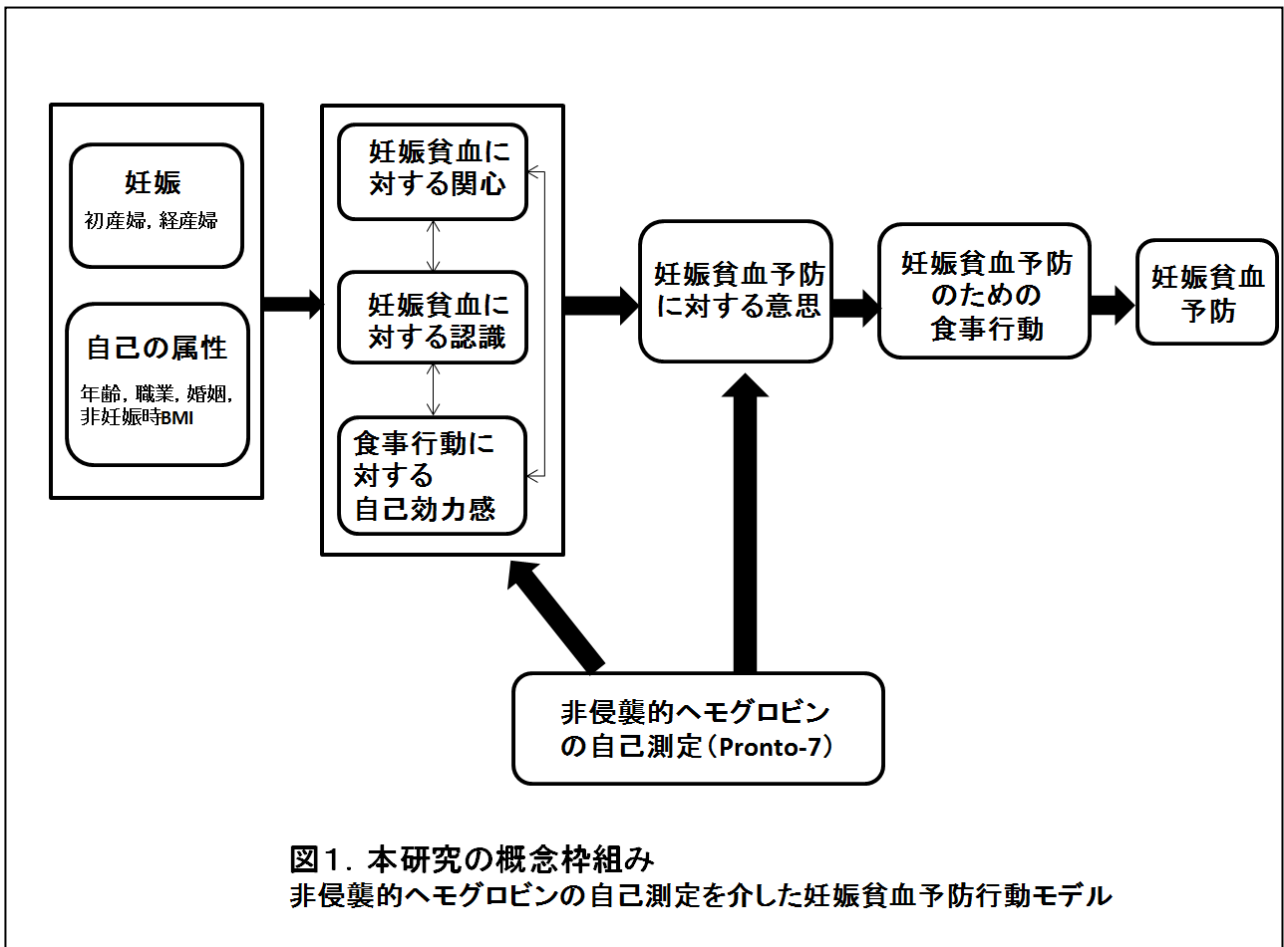 妊娠
初産婦, 経産婦
自己の属性
年齢, 職業, 婚姻,
非妊娠時BMI
妊娠貧血に
対する関心
妊娠貧血に
対する認識
食事行動に
対する
自己効力感
妊娠貧血予防
に対する意思
妊娠貧血予防
のための
食事行動
妊娠貧血
予防
非侵襲的ヘモグロビン
の自己測定(Pronto-7)
図1. 本研究の概念枠組み
非侵襲的ヘモグロビンの自己測定を介した妊娠貧血予防行動モデル